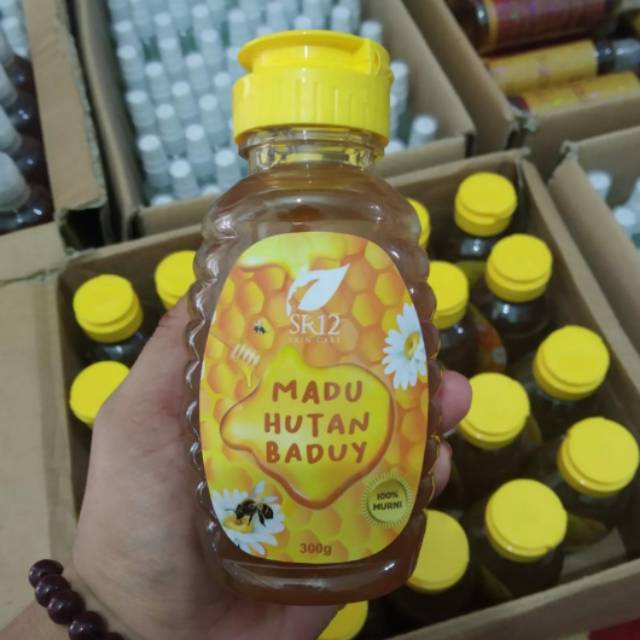 SR12
SKIN CARE
MADU
HUTAN
BADUY
100%
MURNI
300g